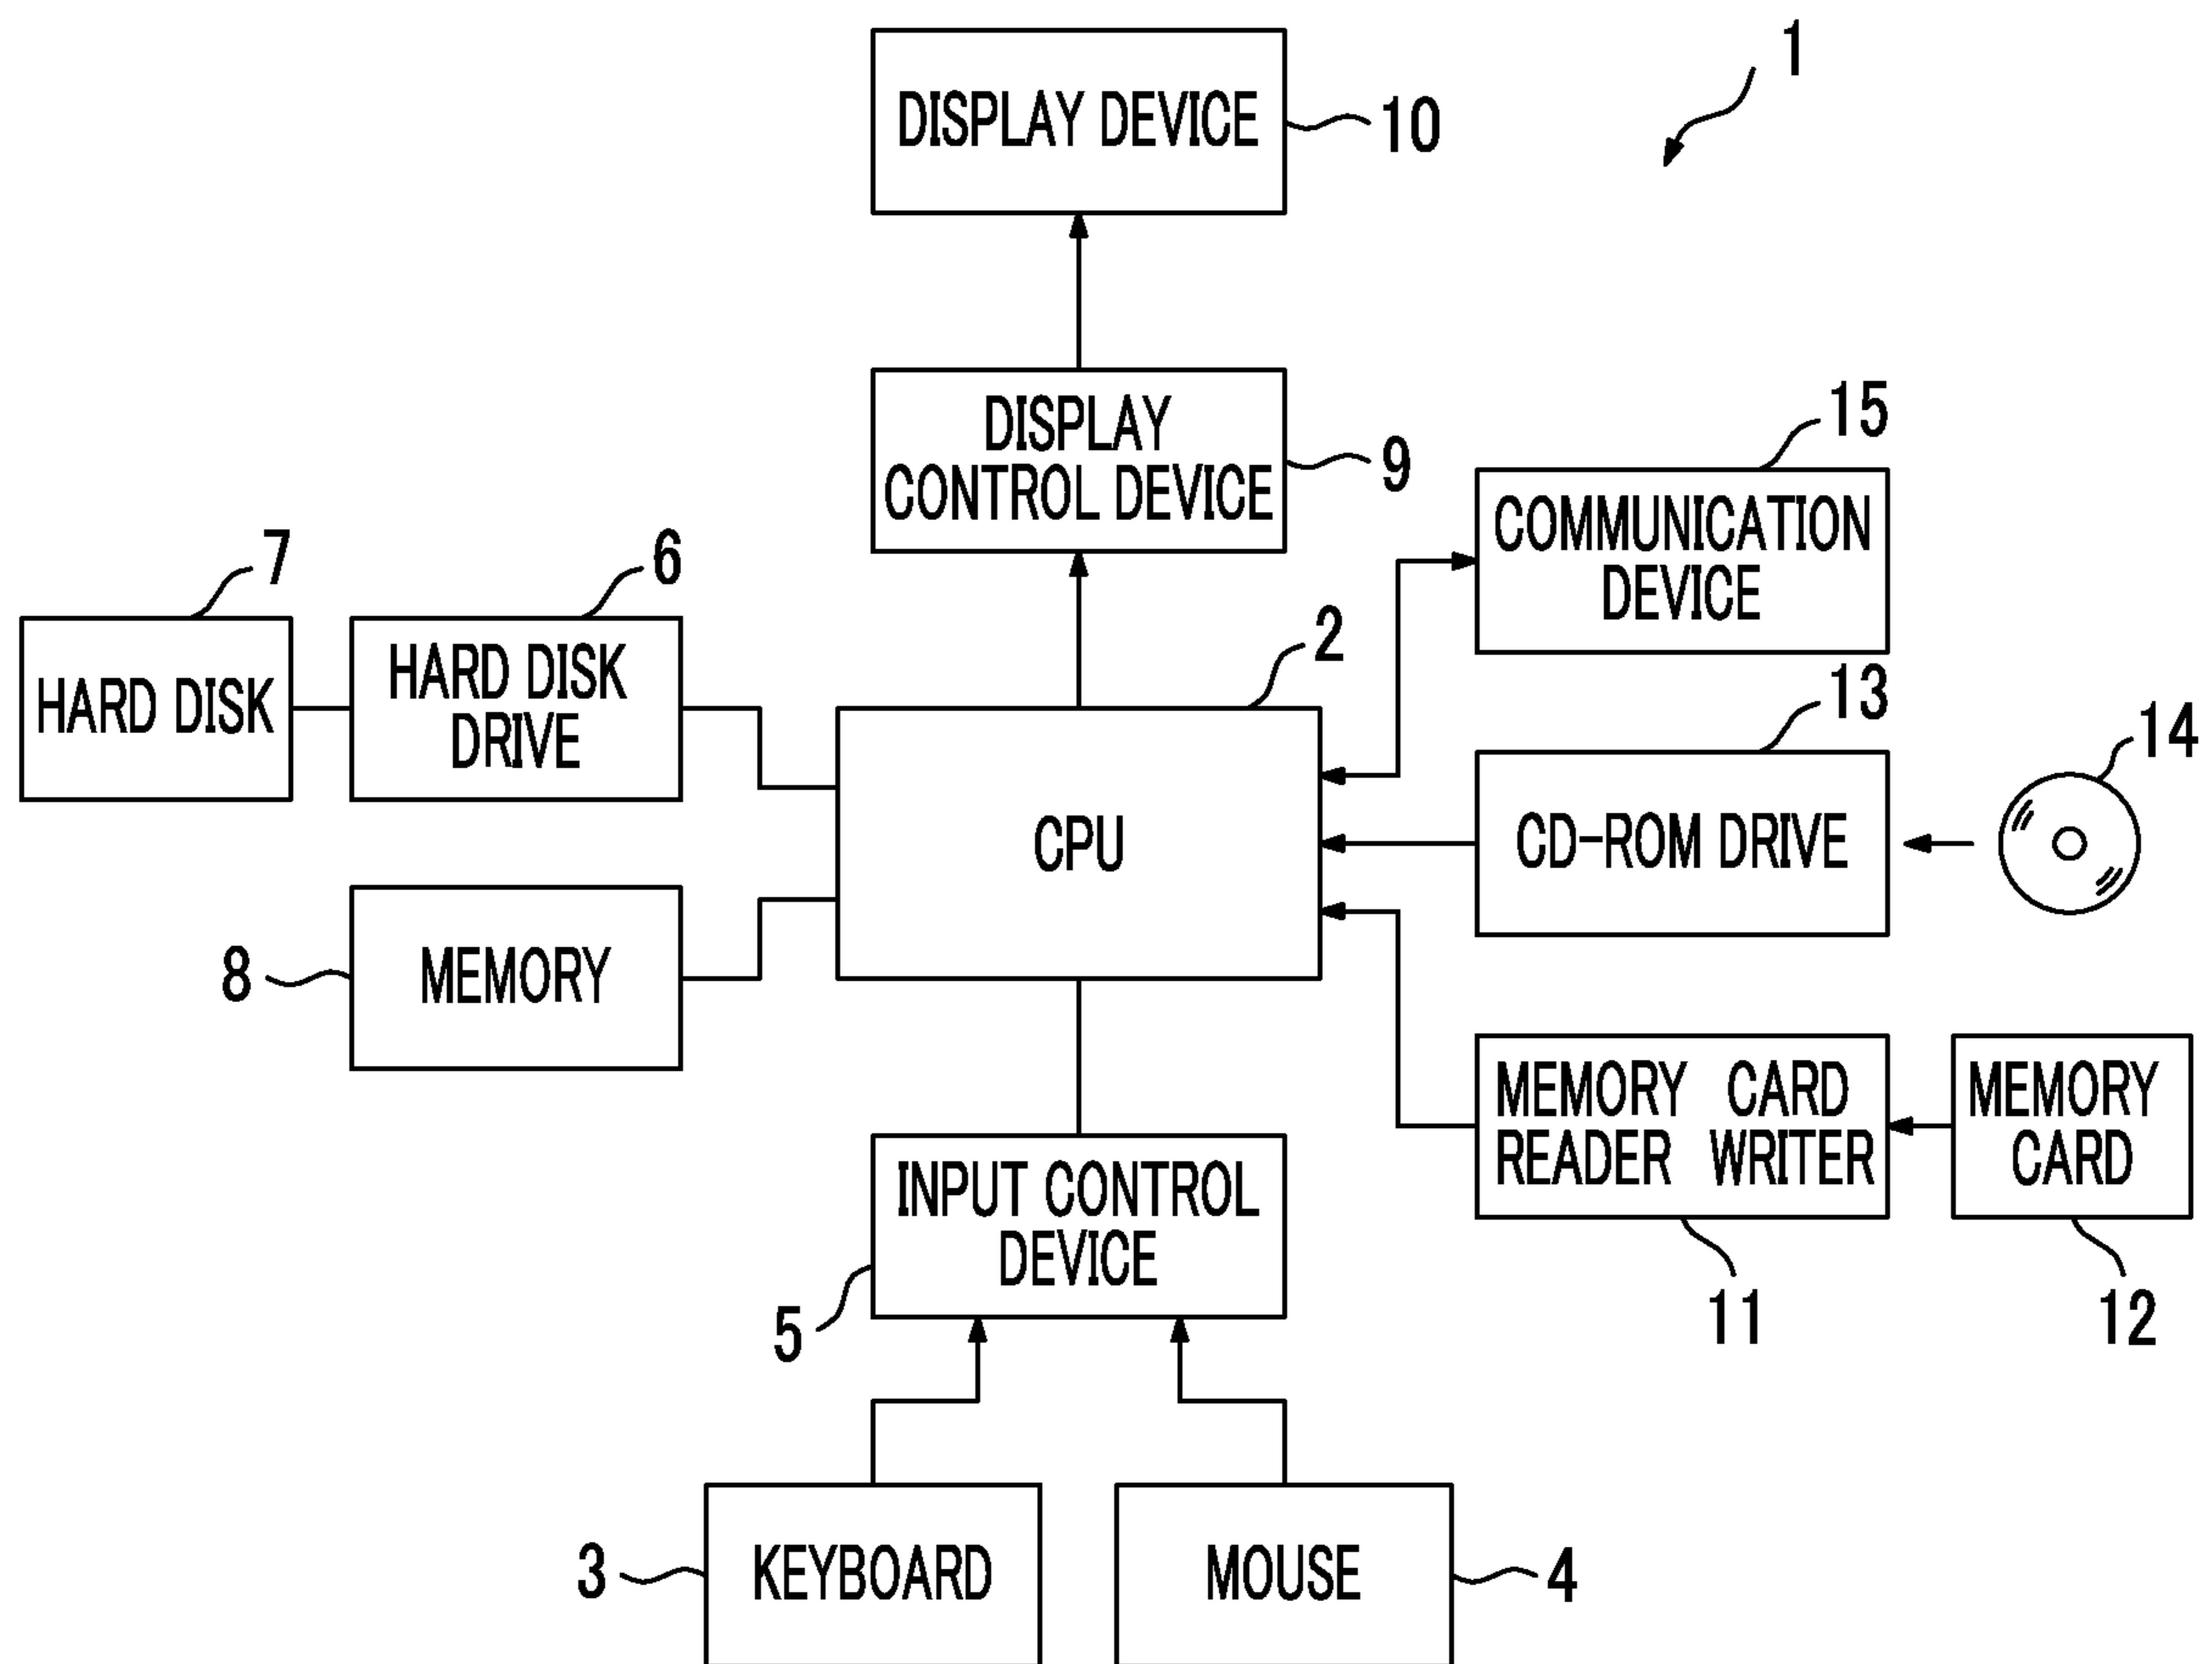 1
DISPLAY DEVICE
10
DISPLAY
CONTROL DEVICE
9
15
COMMUNICATION
DEVICE
7
6
HARD DISK
HARD DISK
DRIVE
2
CPU
13
CD-ROM DRIVE
14
8
MEMORY
MEMORY CARD
READER WRITER
MEMORY
CARD
11
12
INPUT CONTROL
DEVICE
5
3
KEYBOARD
MOUSE
4